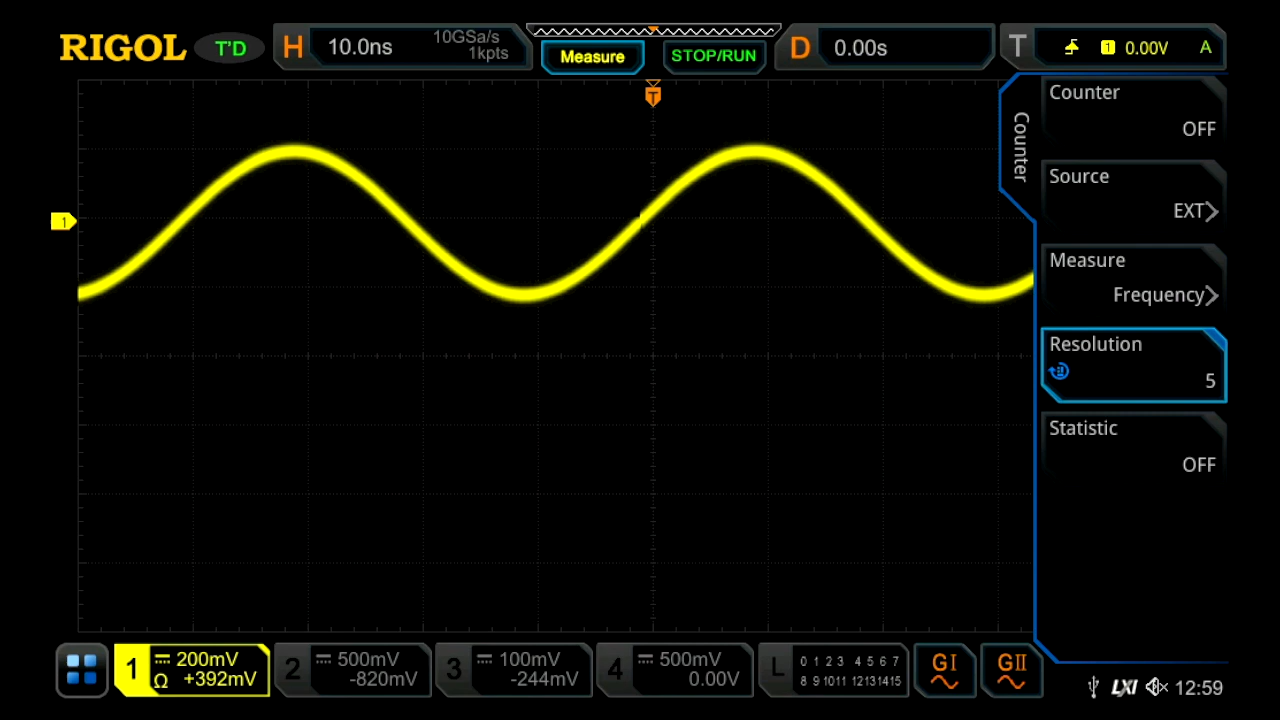 RIGOL T'D H 10.0ns 10GSa/s 1kpts Measure STOP/RUN D 0.00s T 1 0.00V A
T
Counter
Counter
OFF
Source
EXT
Measure
Frequency
Resolution
5
Statistic
OFF
1
1 200mV
Ω +392mV
2 500mV
-820mV
3 100mV
-244mV
4 500mV
0.00V
L 0 1 2 3 4 5 6 7
8 9 10 11 12 13 14 15
GI
GII
LXI 12:59